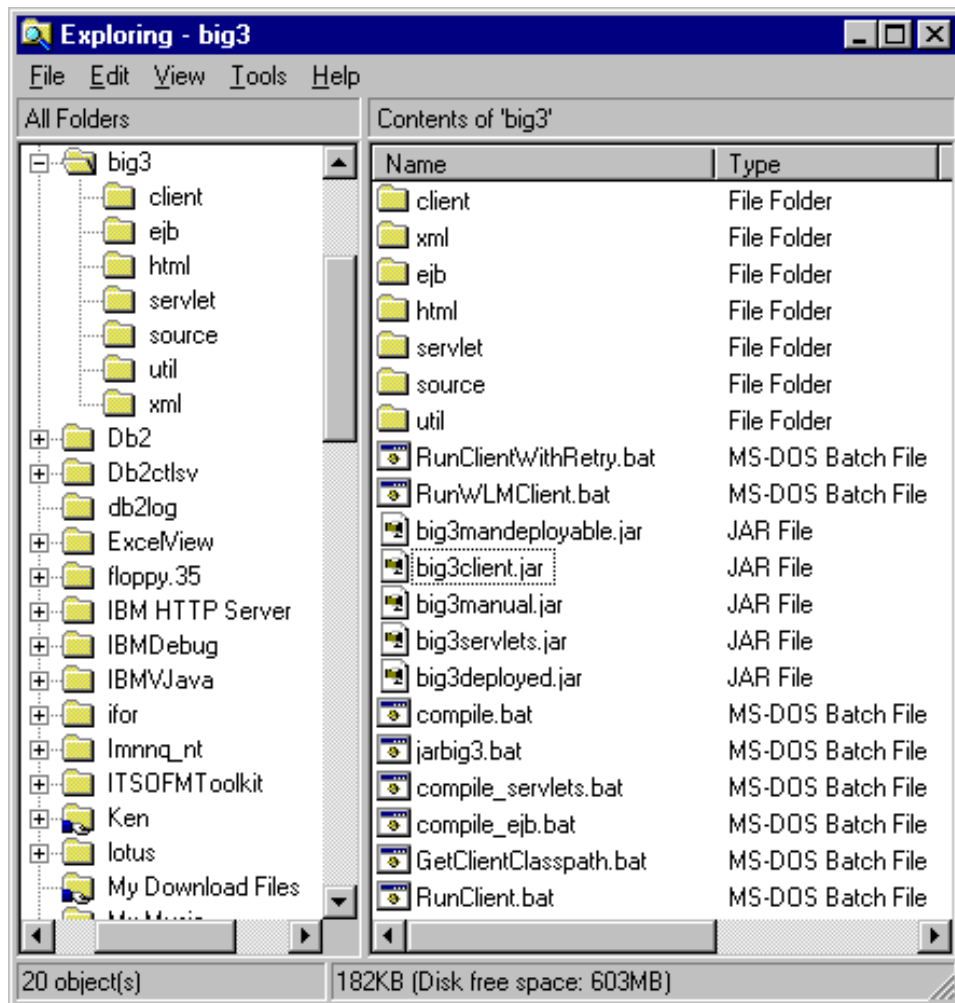 Exploring - big3
File Edit View Tools Help
All Folders
big3
client
ejb
html
servlet
source
util
xml
Db2
Db2ctlsv
db2log
ExcelView
floppy.35
IBM HTTP Server
IBMDebug
IBMVJava
ifor
Imnnq_nt
ITSOFMToolkit
Ken
lotus
My Download Files
Contents of 'big3'
Name Type
client File Folder
xml File Folder
ejb File Folder
html File Folder
servlet File Folder
source File Folder
util File Folder
RunClientWithRetry.bat MS-DOS Batch File
RunWLMClient.bat MS-DOS Batch File
big3mandeployable.jar JAR File
big3client.jar JAR File
big3manual.jar JAR File
big3servlets.jar JAR File
big3deployed.jar JAR File
compile.bat MS-DOS Batch File
jarbig3.bat MS-DOS Batch File
compile_servlets.bat MS-DOS Batch File
compile_ejb.bat MS-DOS Batch File
GetClientClasspath.bat MS-DOS Batch File
RunClient.bat MS-DOS Batch File
20 object(s) 182KB (Disk free space: 603MB)